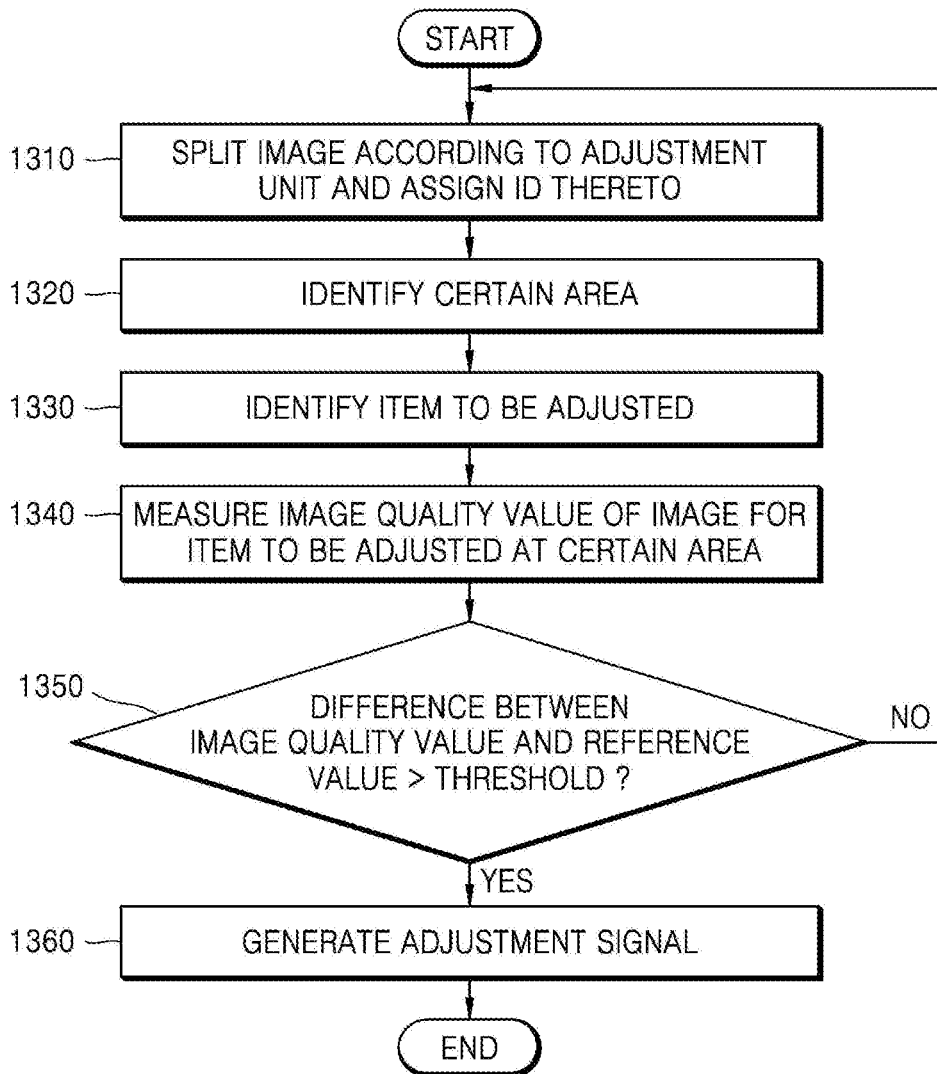 START
1310
SPLIT IMAGE ACCORDING TO ADJUSTMENT
UNIT AND ASSIGN ID THERETO
1320
IDENTIFY CERTAIN AREA
1330
IDENTIFY ITEM TO BE ADJUSTED
1340
MEASURE IMAGE QUALITY VALUE OF IMAGE FOR
ITEM TO BE ADJUSTED AT CERTAIN AREA
1350
DIFFERENCE BETWEEN
IMAGE QUALITY VALUE AND REFERENCE
VALUE > THRESHOLD ?
NO
YES
1360
GENERATE ADJUSTMENT SIGNAL
END